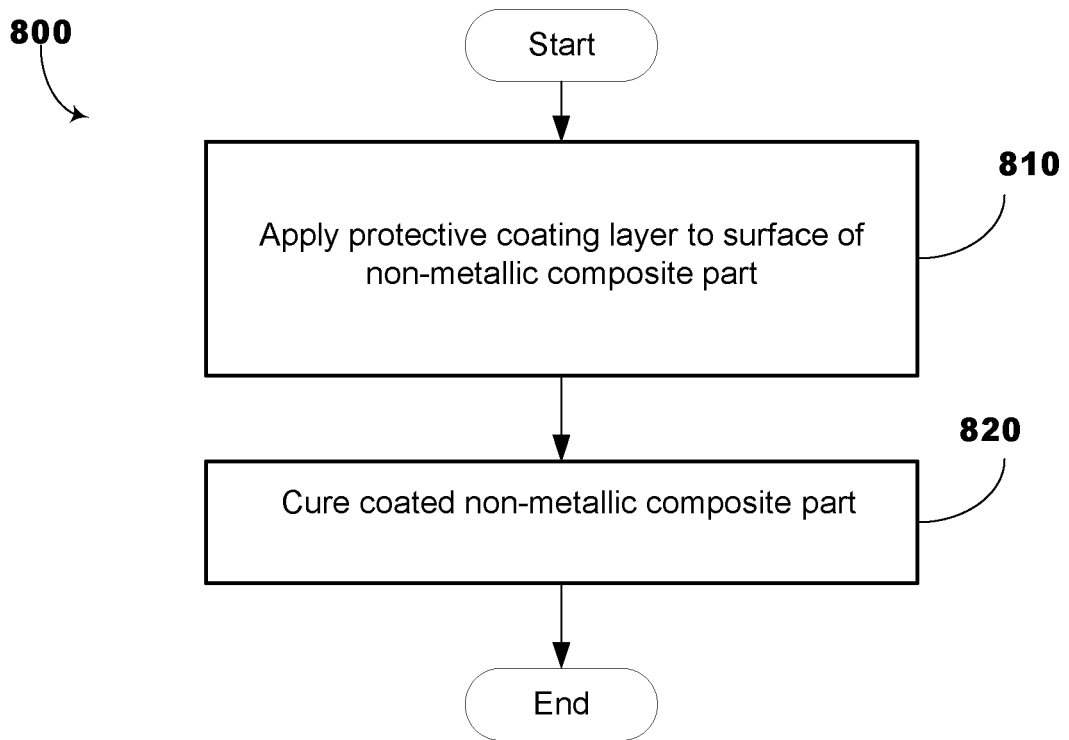 800
Start
810
Apply protective coating layer to surface of
non-metallic composite part
820
Cure coated non-metallic composite part
End